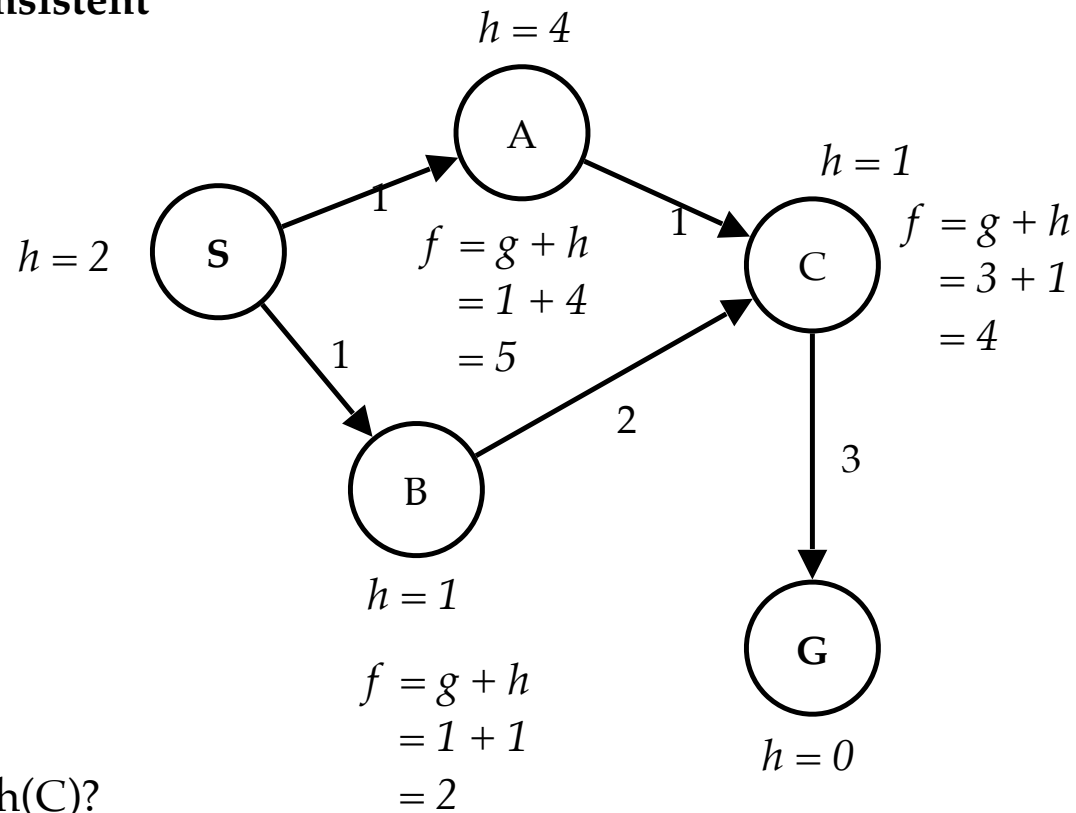 h = 4
A
h = 1
1
1
h = 2
S
f = g + h
= 1 + 4
= 5
C
f = g + h
= 3 + 1
= 4
1
2
3
B
h = 1
G
f = g + h
= 1 + 1
= 2
h = 0
h(C)?